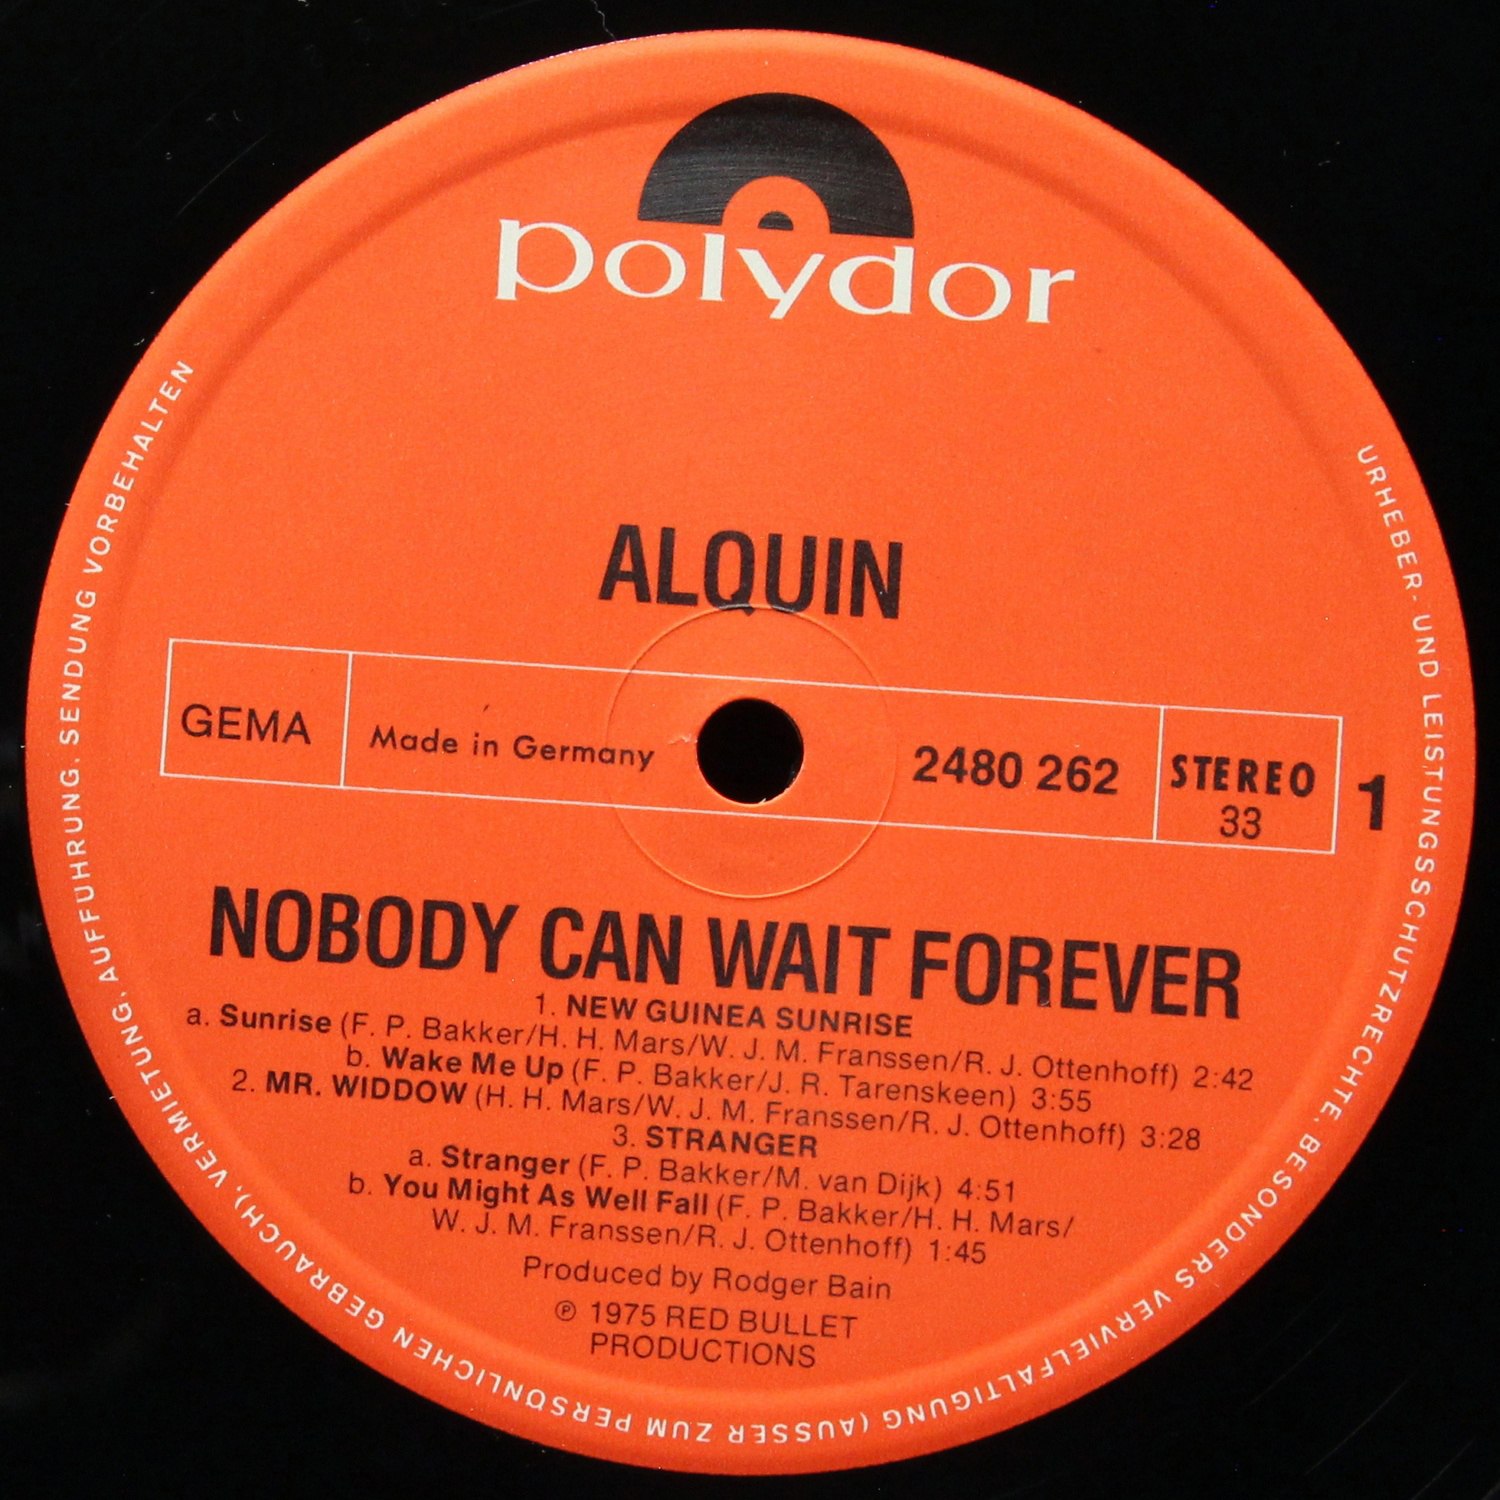 polydor
ALQUIN
GEMA
Made in Germany
2480 262
STEREO
33
1
NOBODY CAN WAIT FOREVER
1. NEW GUINEA SUNRISE
a. Sunrise (F. P. Bakker/H. H. Mars/W. J. M. Franssen/R. J. Ottenhoff) 2:42
b. Wake Me Up (F. P. Bakker/J. R. Tarenskeen) 3:55
2. MR. WIDDOW (H. H. Mars/W. J. M. Franssen/R. J. Ottenhoff) 3:28
3. STRANGER
a. Stranger (F. P. Bakker/M. van Dijk) 4:51
b. You Might As Well Fall (F. P. Bakker/H. H. Mars/
W. J. M. Franssen/R. J. Ottenhoff) 1:45
Produced by Rodger Bain
℗ 1975 RED BULLET
PRODUCTIONS
URHEBER- UND LEISTUNGSSCHUTZRECHTE, BESONDERS VERVIELFÄLTIGUNG (AUSSER ZUM PERSÖNLICHEN GEBRAUCH), VERMIETUNG, AUFFÜHRUNG, SENDUNG VORBEHALTEN